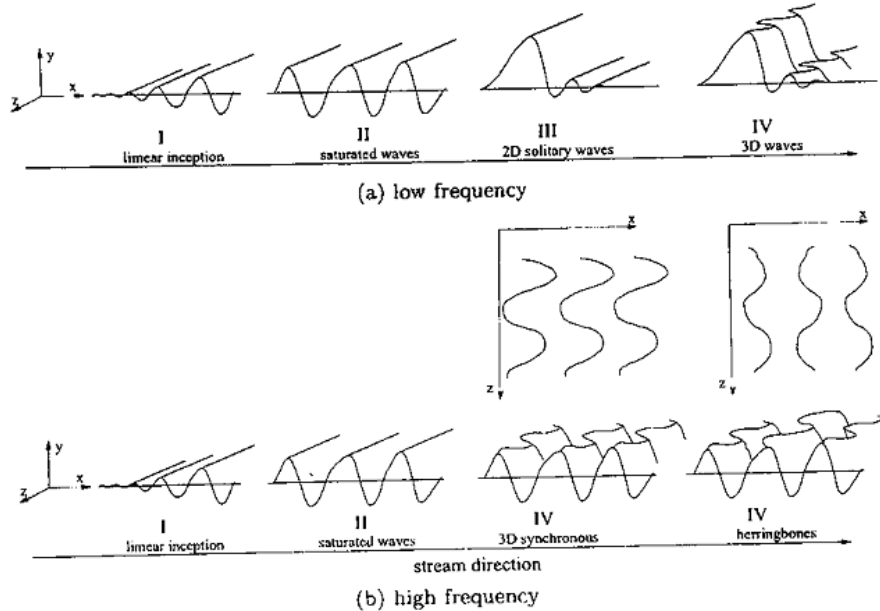 y
x
z
I
II
III
IV
limear inception
saturated waves
2D solitary waves
3D waves
(a) low frequency
x
x
z
z
y
x
z
I
II
IV
IV
limear inception
saturated waves
3D synchronous
herringbones
stream direction
(b) high frequency